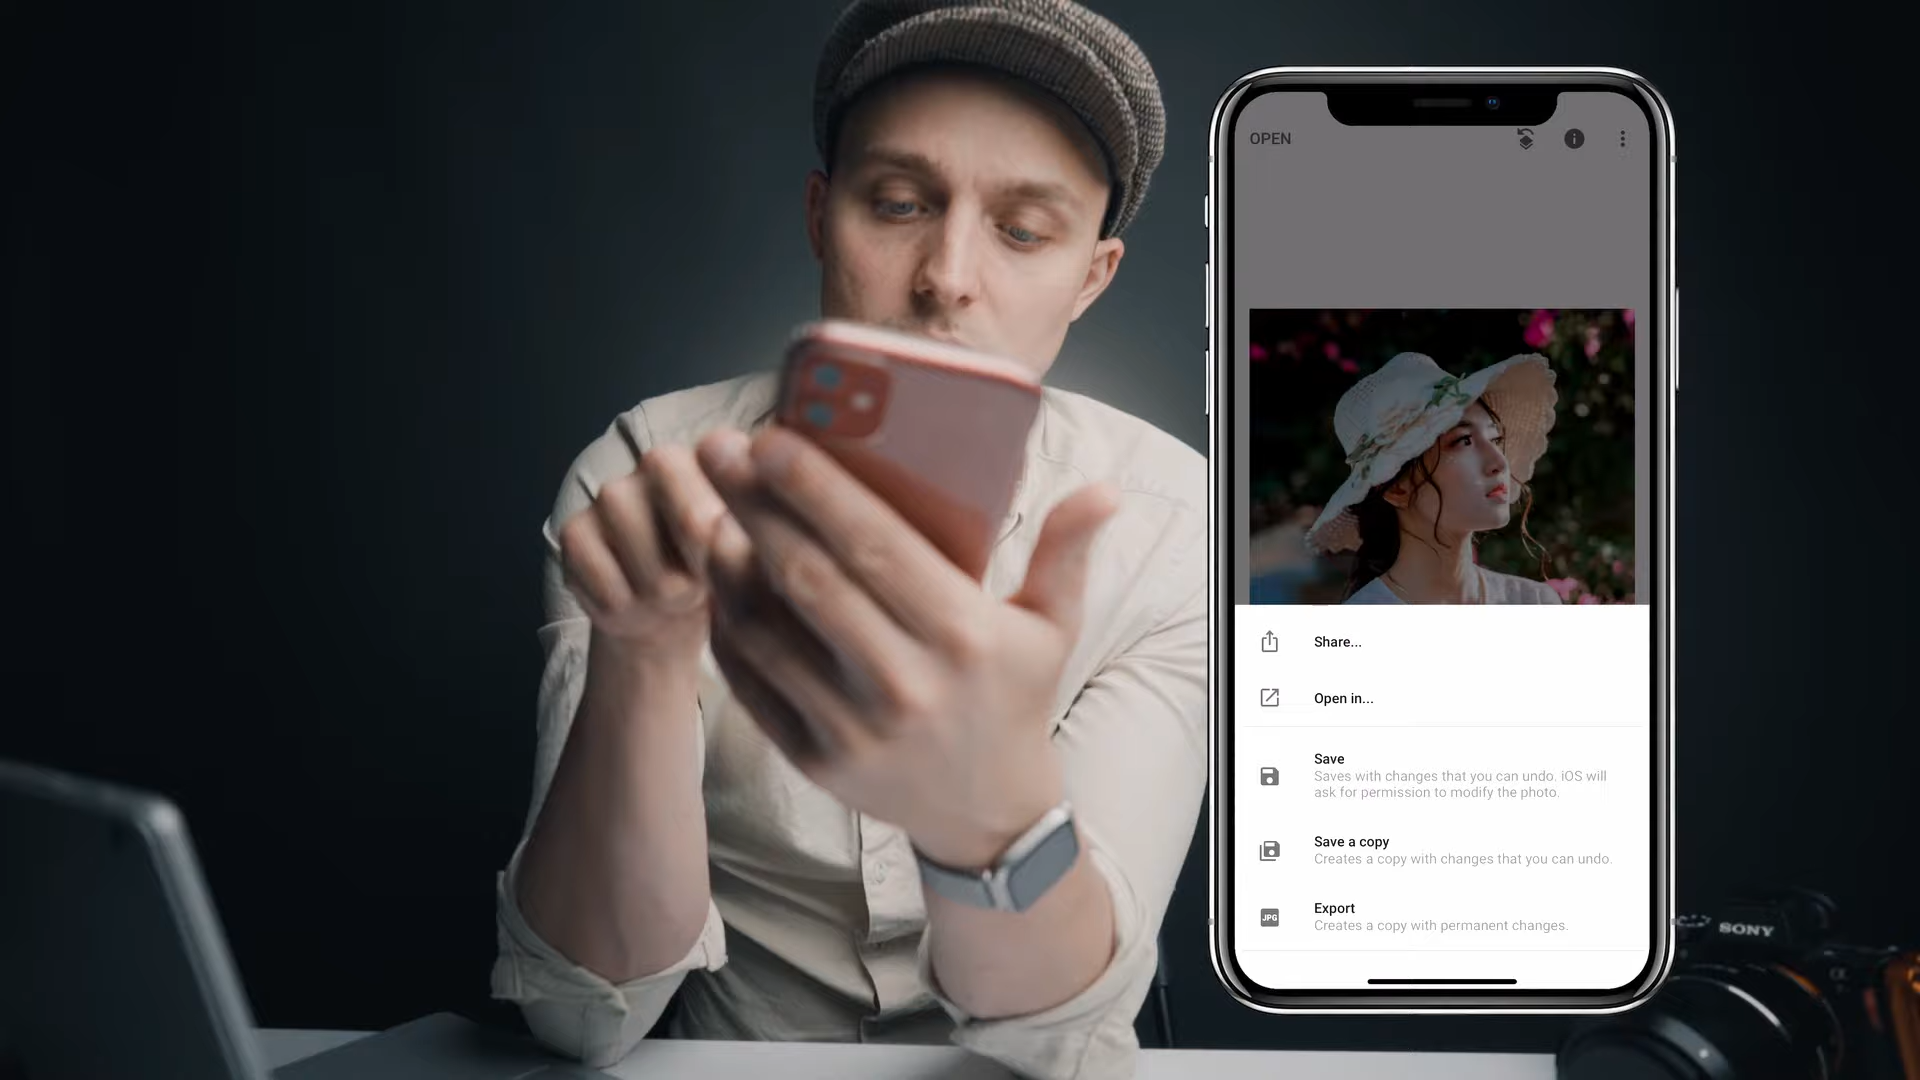 OPEN
Share...
Open in...
Save
Saves with changes that you can undo. iOS will
ask for permission to modify the photo.
Save a copy
Creates a copy with changes that you can undo.
JPG
Export
Creates a copy with permanent changes.
SONY
α